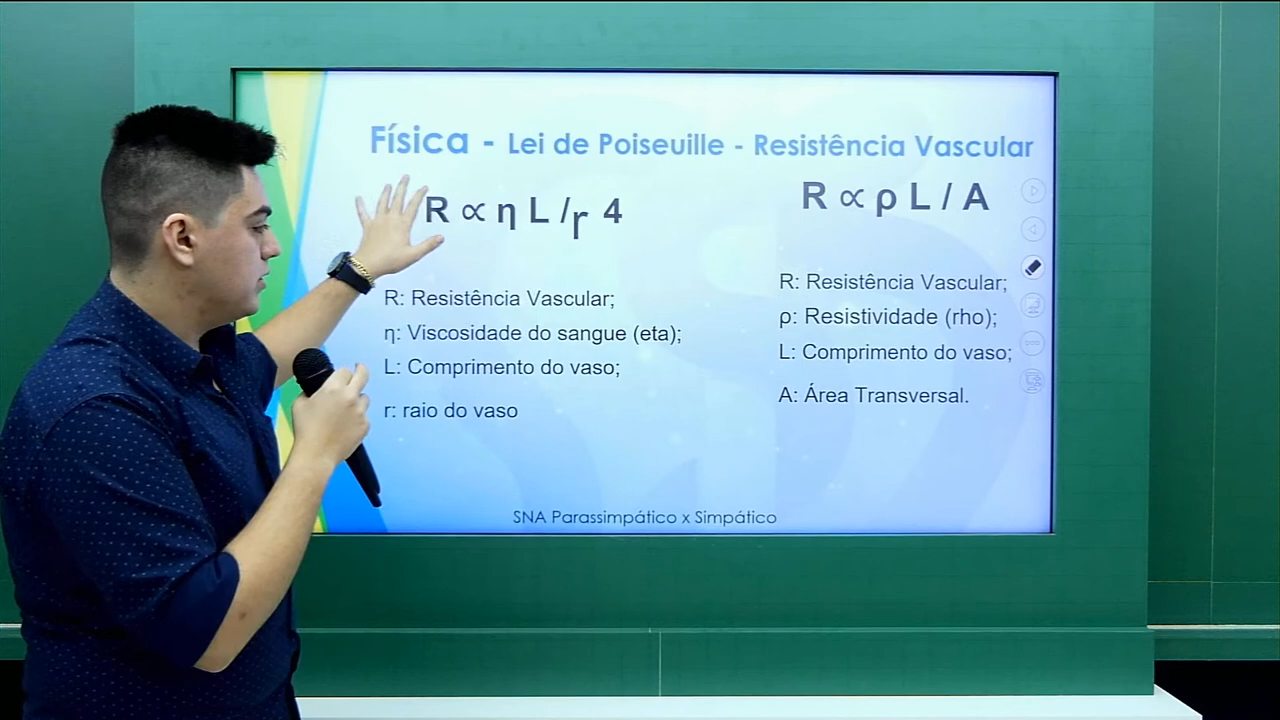 Física - Lei de Poiseuille - Resistência Vascular
R ∝ η L /r 4
R: Resistência Vascular;
η: Viscosidade do sangue (eta);
L: Comprimento do vaso;
r: raio do vaso
R ∝ ρ L / A
R: Resistência Vascular;
ρ: Resistividade (rho);
L: Comprimento do vaso;
A: Área Transversal.
SNA Parassimpático x Simpático